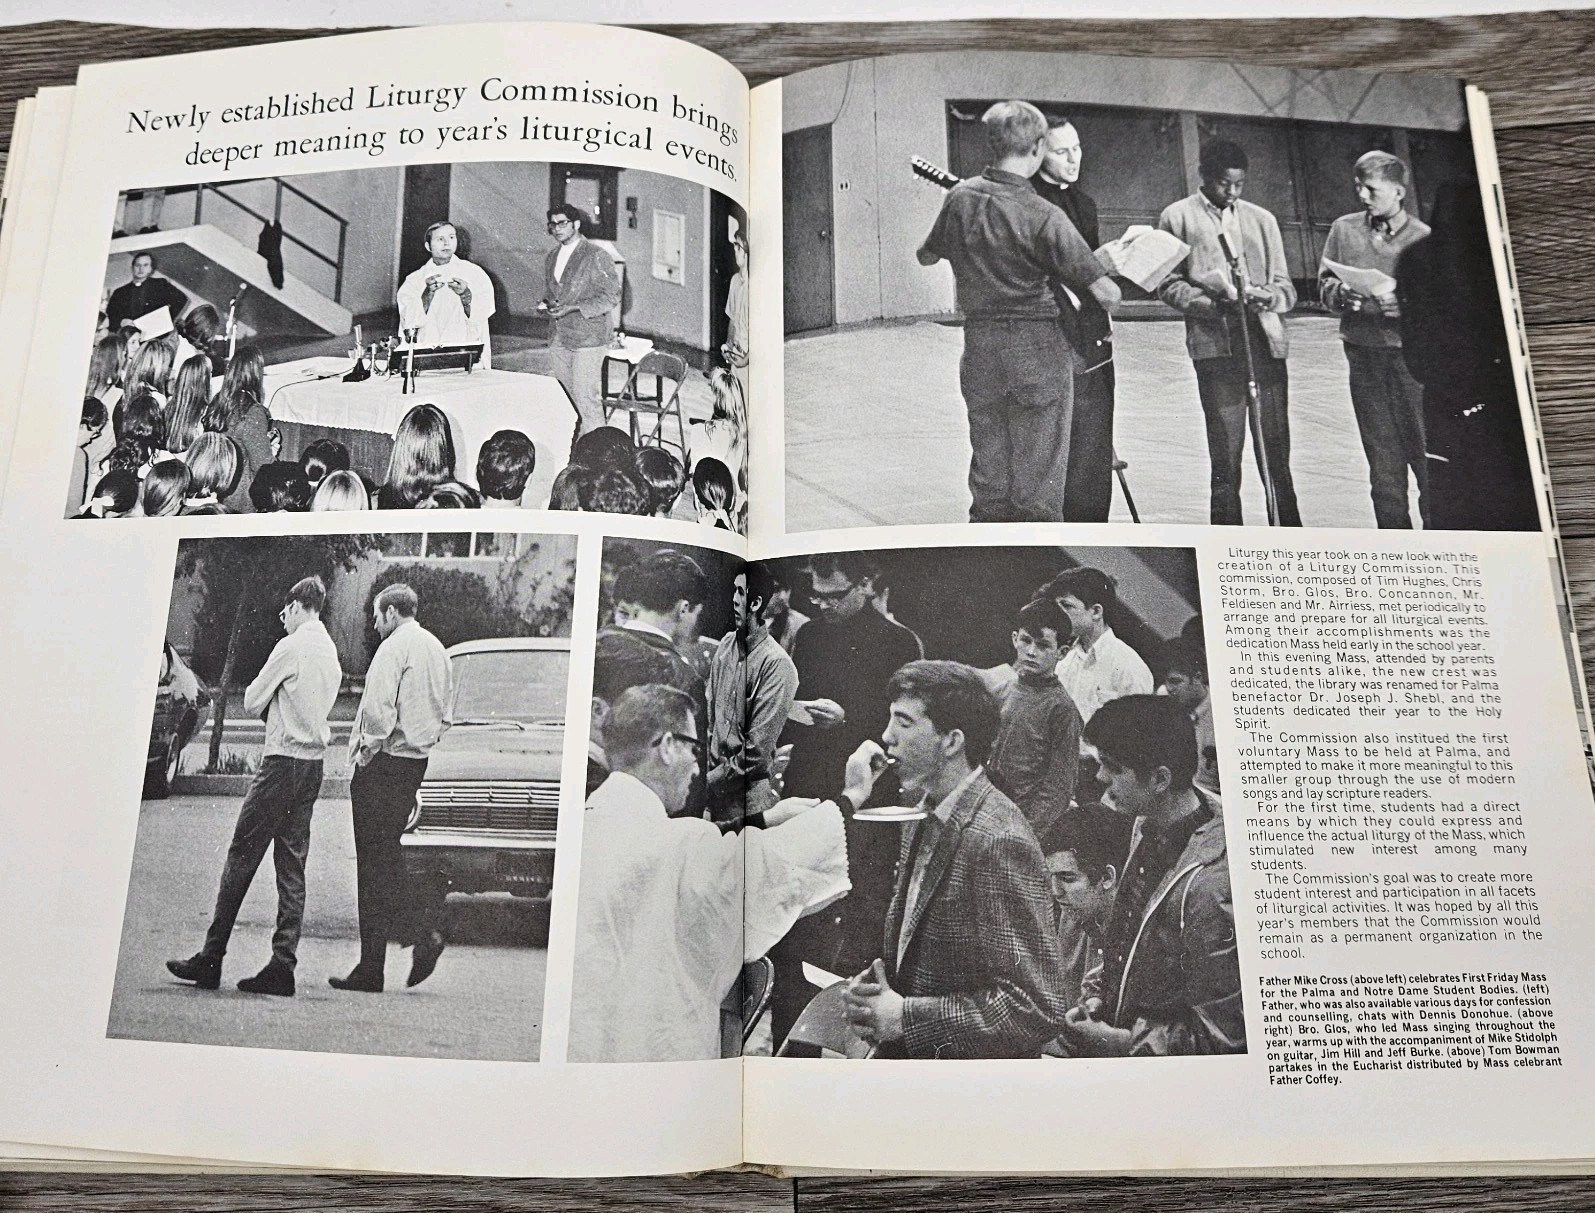 Newly established Liturgy Commission brings
deeper meaning to year's liturgical events.
Liturgy this year took on a new look with the
creation of a Liturgy Commission. This
commission, composed of Tim Hughes, Chris
Storm, Bro. Glos, Bro. Concannon, Mr.
Feldiesen and Mr. Airriess, met periodically to
arrange and prepare for all liturgical events.
Among their accomplishments was the
dedication Mass held early in the school year.
In this evening Mass, attended by parents
and students alike, the new crest was
dedicated, the library was renamed for Palma
benefactor Dr. Joseph J. Shebl, and the
students dedicated their year to the Holy
Spirit.
The Commission also institued the first
voluntary Mass to be held at Palma, and
attempted to make it more meaningful to this
smaller group through the use of modern
songs and lay scripture readers.
For the first time, students had a direct
means by which they could express and
influence the actual liturgy of the Mass, which
stimulated new interest among many
students.
The Commission's goal was to create more
student interest and participation in all facets
of liturgical activities. It was hoped by all this
year's members that the Commission would
remain as a permanent organization in the
school.
Father Mike Cross (above left) celebrates First Friday Mass
for the Palma and Notre Dame Student Bodies. (left)
Father, who was also available various days for confession
and counselling, chats with Dennis Donohue. (above
right) Bro. Glos, who led Mass singing throughout the
year, warms up with the accompaniment of Mike Stidolph
on guitar, Jim Hill and Jeff Burke. (above) Tom Bowman
partakes in the Eucharist distributed by Mass celebrant
Father Coffey.